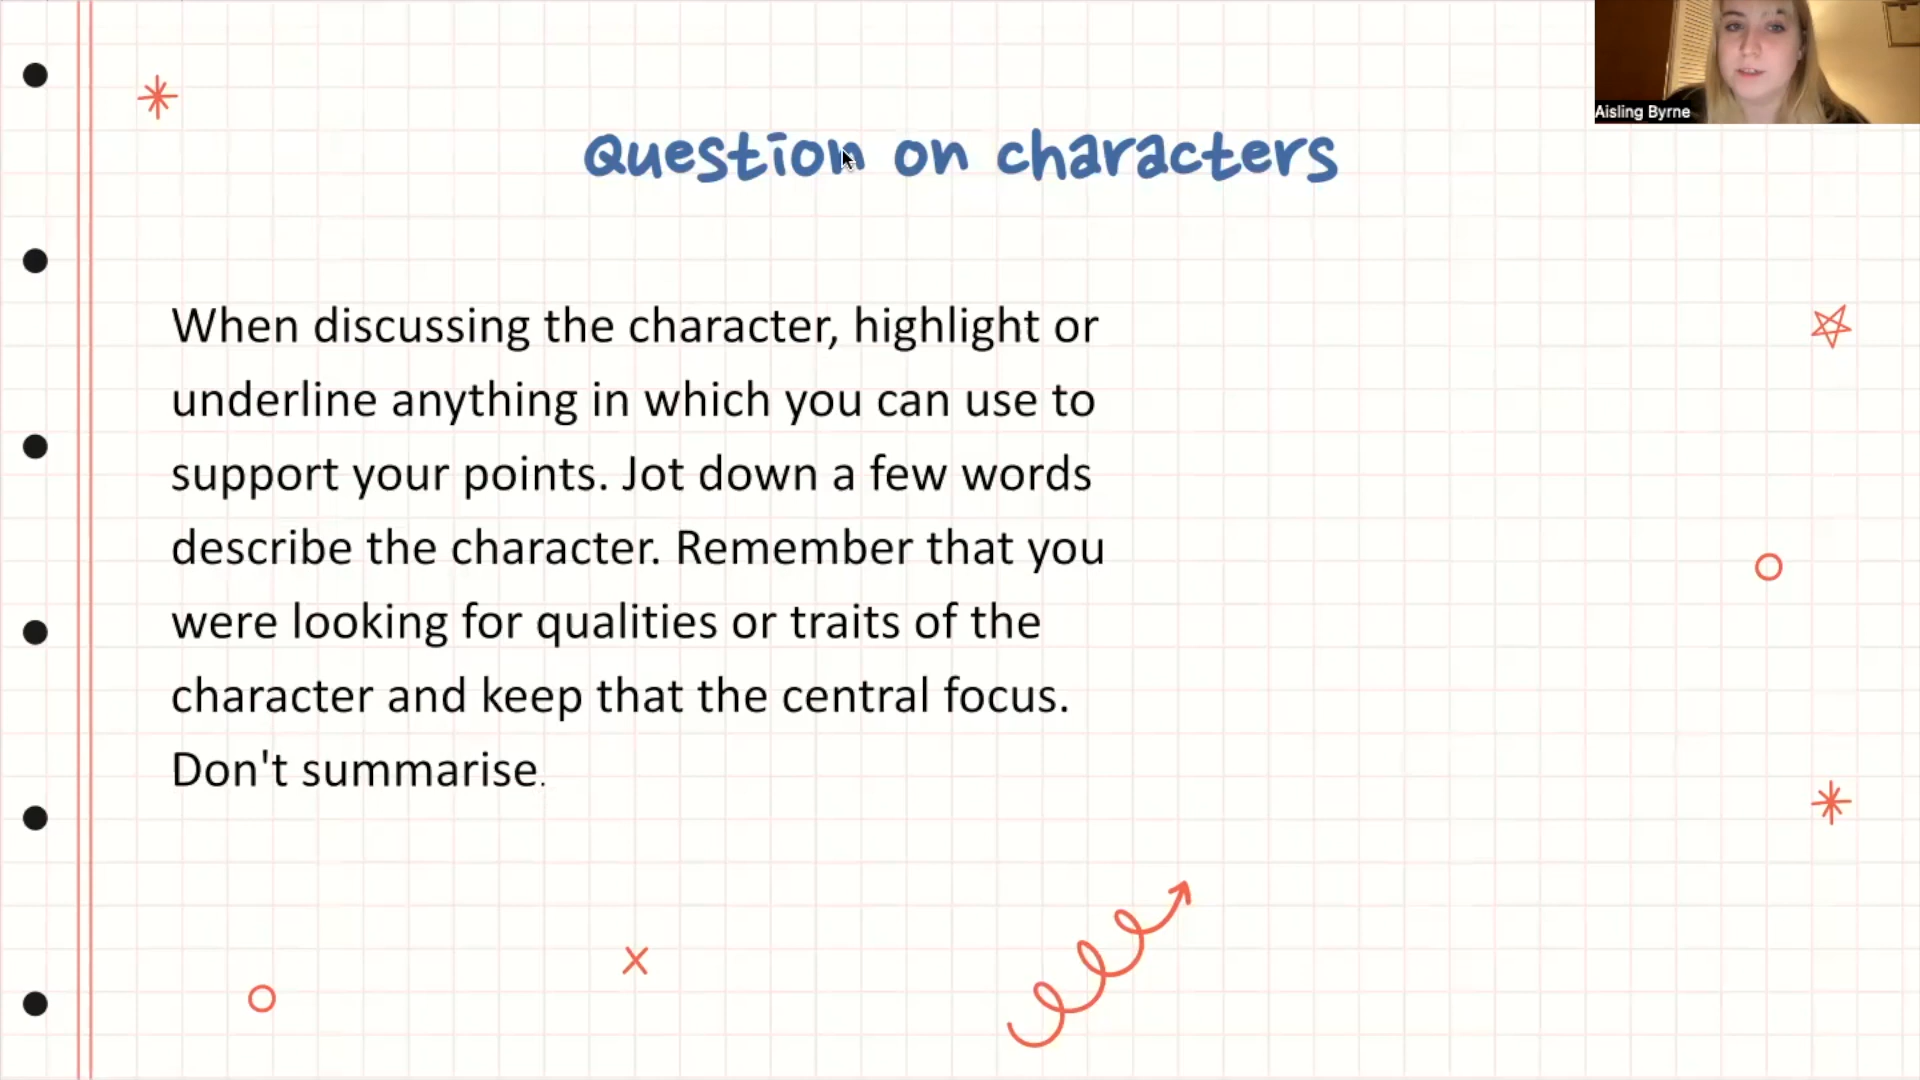 Question on characters
When discussing the character, highlight or
underline anything in which you can use to
support your points. Jot down a few words
describe the character. Remember that you
were looking for qualities or traits of the
character and keep that the central focus.
Don't summarise.
Aisling Byrne